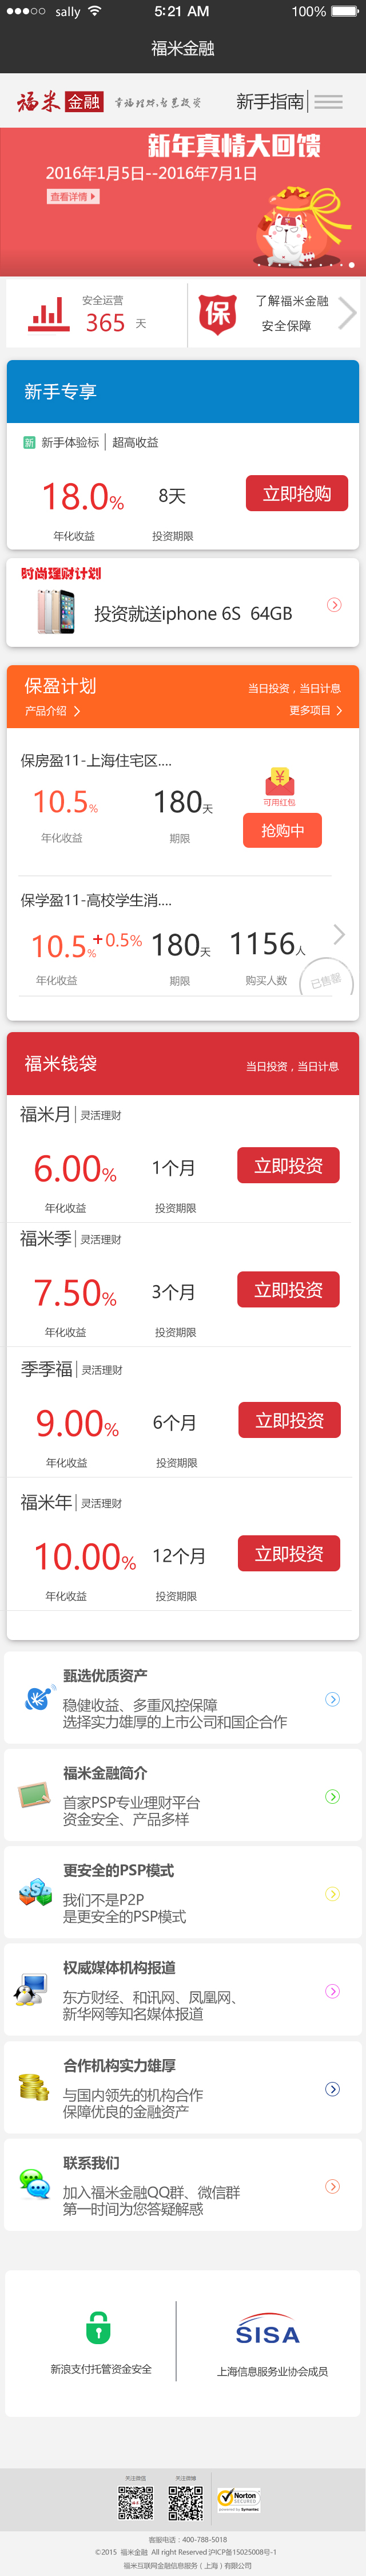 sally 5:21 AM 100%
福米金融
福米 金融 幸福理财,智慧投资 新手指南
新年真情大回馈
2016年1月5日--2016年7月1日
查看详情
安全运营
365 天
保
了解福米金融
安全保障
新手专享
新 新手体验标 超高收益
18.0% 8天 立即抢购
年化收益 投资期限
时尚理财计划
投资就送iphone 6S 64GB
保盈计划 当日投资，当日计息
产品介绍 更多项目
保房盈11-上海住宅区....
10.5% 180天
可用红包
年化收益 期限 抢购中
保学盈11-高校学生消....
10.5%+0.5% 180天 1156人
年化收益 期限 购买人数
已售罄
福米钱袋 当日投资，当日计息
福米月 灵活理财
6.00% 1个月 立即投资
年化收益 投资期限
福米季 灵活理财
7.50% 3个月 立即投资
年化收益 投资期限
季季福 灵活理财
9.00% 6个月 立即投资
年化收益 投资期限
福米年 灵活理财
10.00% 12个月 立即投资
年化收益 投资期限
甄选优质资产
稳健收益、多重风控保障
选择实力雄厚的上市公司和国企合作
福米金融简介
首家PSP专业理财平台
资金安全、产品多样
更安全的PSP模式
我们不是P2P
是更安全的PSP模式
权威媒体机构报道
东方财经、和讯网、凤凰网、
新华网等知名媒体报道
合作机构实力雄厚
与国内领先的机构合作
保障优良的金融资产
联系我们
加入福米金融QQ群、微信群
第一时间为您答疑解惑
SISA
新浪支付托管资金安全 上海信息服务业协会成员
关注微信 关注微博
Norton
SECURED
powered by Symantec
客服电话：400-788-5018
©2015 福米金融 All right Reserved 沪ICP备15025008号-1
福米互联网金融信息服务（上海）有限公司